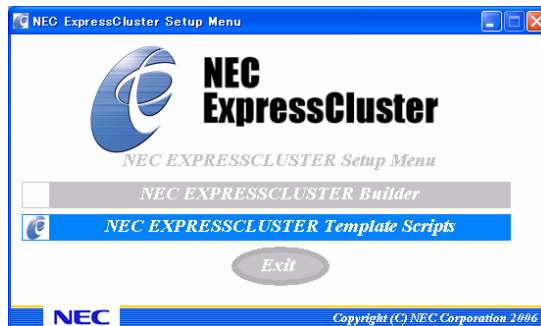 NEC ExpressCluster Setup Menu
NEC
ExpressCluster
NEC EXPRESSCLUSTER Setup Menu
NEC EXPRESSCLUSTER Builder
NEC EXPRESSCLUSTER Template Scripts
Exit
NEC
Copyright (C) NEC Corporation 2006